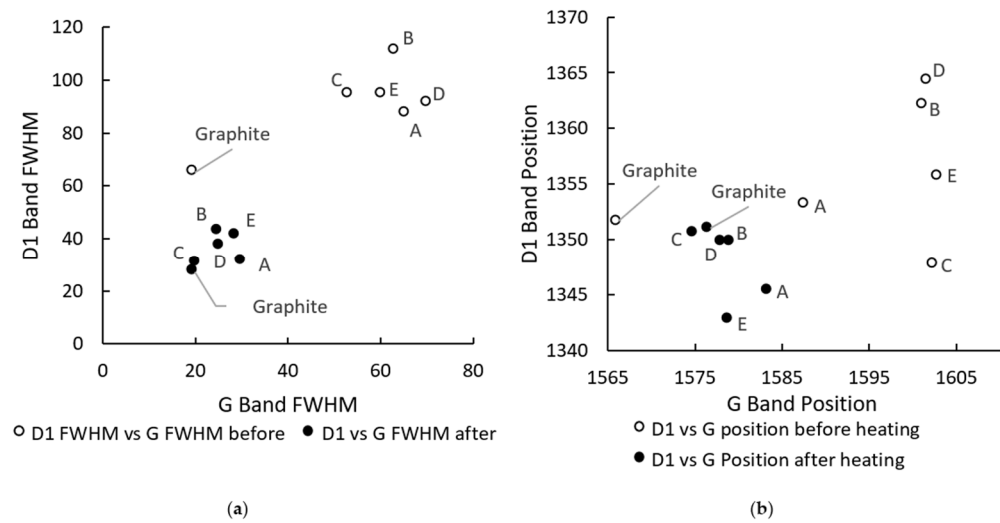 120
100
80
60
40
20
0
D1 Band FWHM
B
C
E
D
A
Graphite
B
E
C
D
A
Graphite
0
20
40
60
80
G Band FWHM
D1 FWHM vs G FWHM before
D1 vs G FWHM after
(a)
1370
1365
1360
1355
1350
1345
1340
D1 Band Position
D
B
E
Graphite
Graphite
A
C
B
D
C
A
E
1565
1575
1585
1595
1605
G Band Position
D1 vs G position before heating
D1 vs G Position after heating
(b)